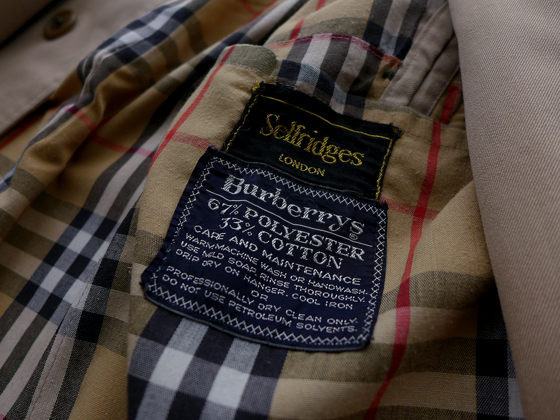 Selfridges
LONDON
Burberrys®
67% POLYESTER
33% COTTON
CARE AND MAINTENANCE
WARM MACHINE WASH OR HANDWASH.
USE MILD SOAP, RINSE THOROUGHLY.
DRIP DRY ON HANGER. COOL IRON
PROFESSIONALLY DRY CLEAN ONLY.
OR
DO NOT USE PETROLEUM SOLVENTS.